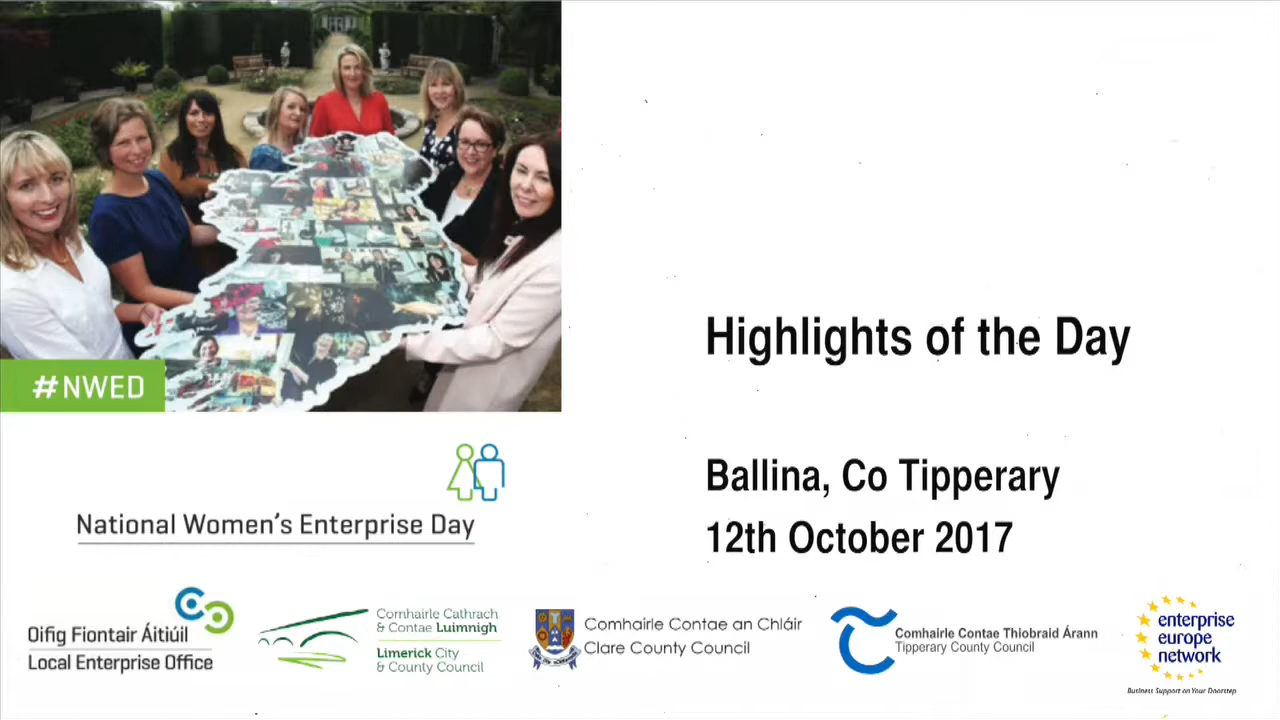 #NWED
Highlights of the Day
Ballina, Co Tipperary
12th October 2017
National Women's Enterprise Day
Oifig Fiontair Áitiúil
Local Enterprise Office
Comhairle Cathrach
& Contae Luimnigh
Limerick City
& County Council
Comhairle Contae an Chláir
Clare County Council
Comhairle Contae Thiobraid Árann
Tipperary County Council
enterprise
europe
network
Business Support on Your Doorstep